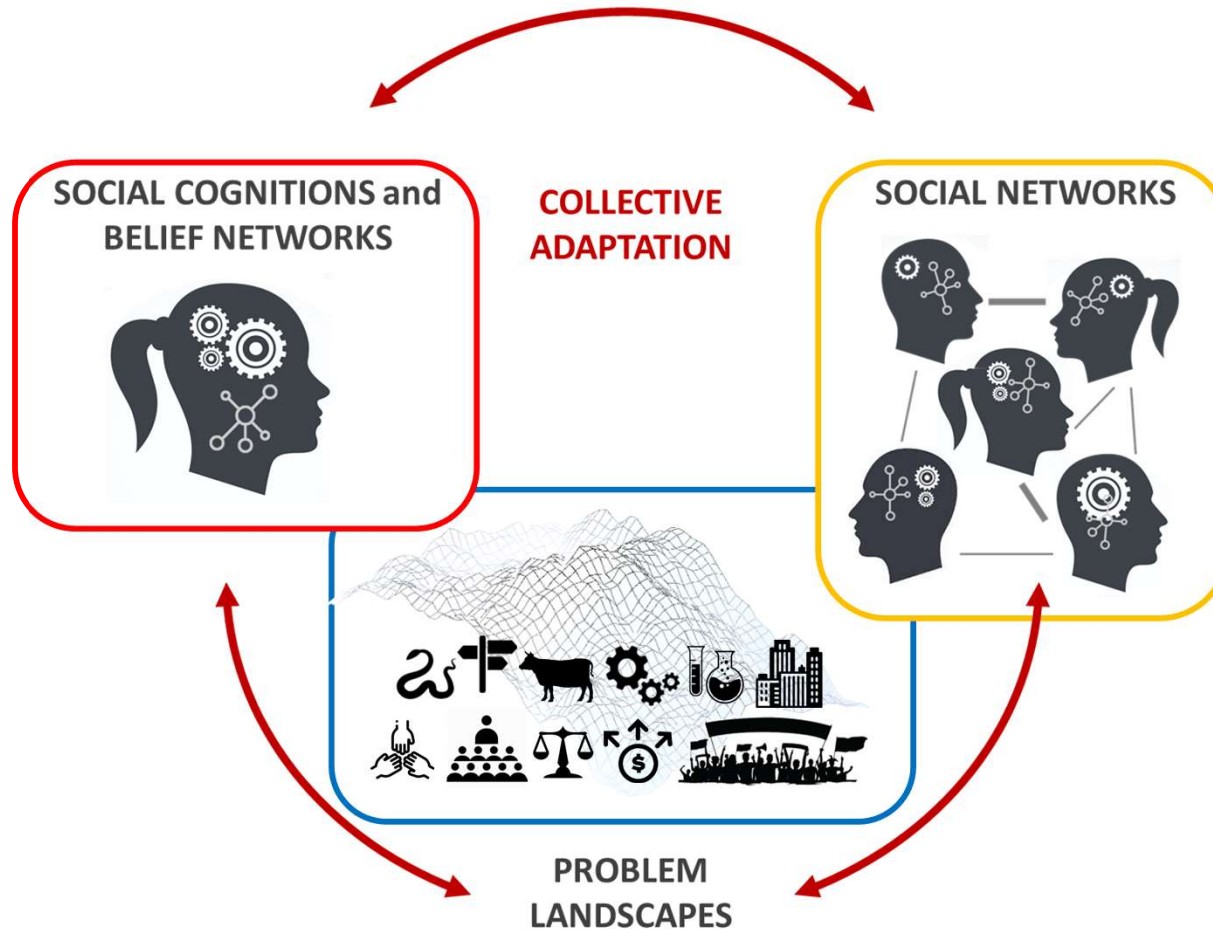 SOCIAL COGNITIONS and
BELIEF NETWORKS
COLLECTIVE
ADAPTATION
SOCIAL NETWORKS
$
PROBLEM
LANDSCAPES